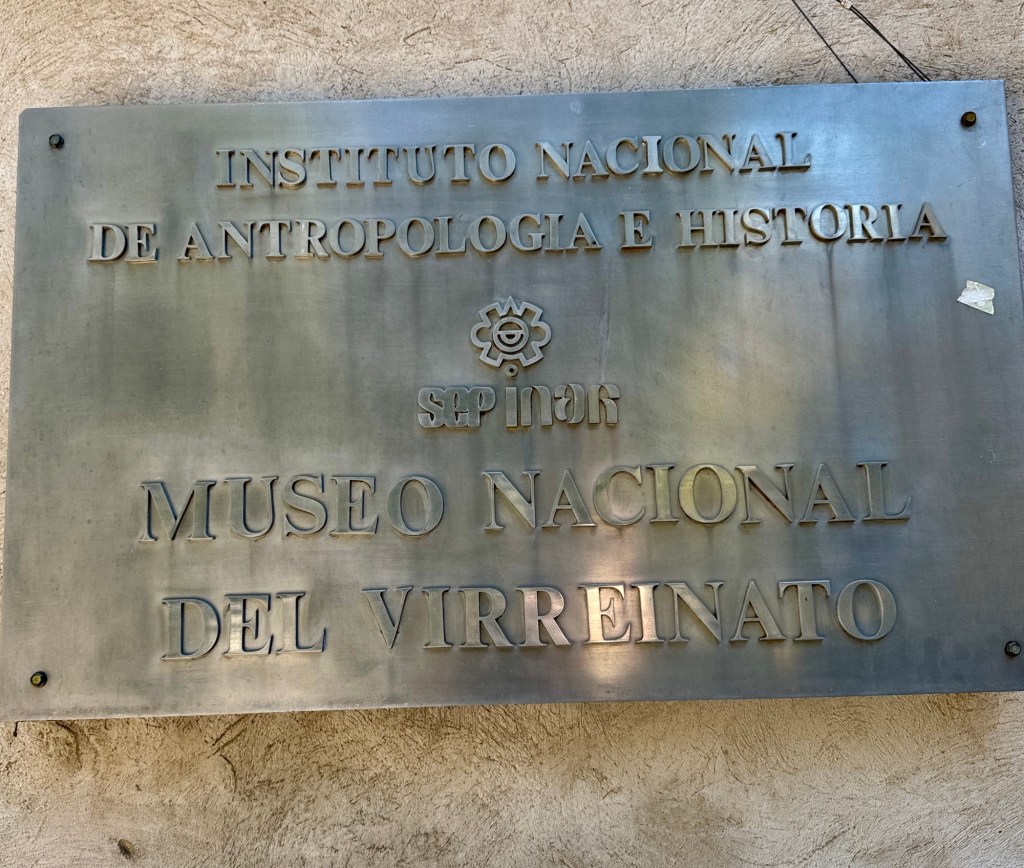 INSTITUTO NACIONAL
DE ANTROPOLOGIA E HISTORIA
SEP INAH
MUSEO NACIONAL
DEL VIRREINATO